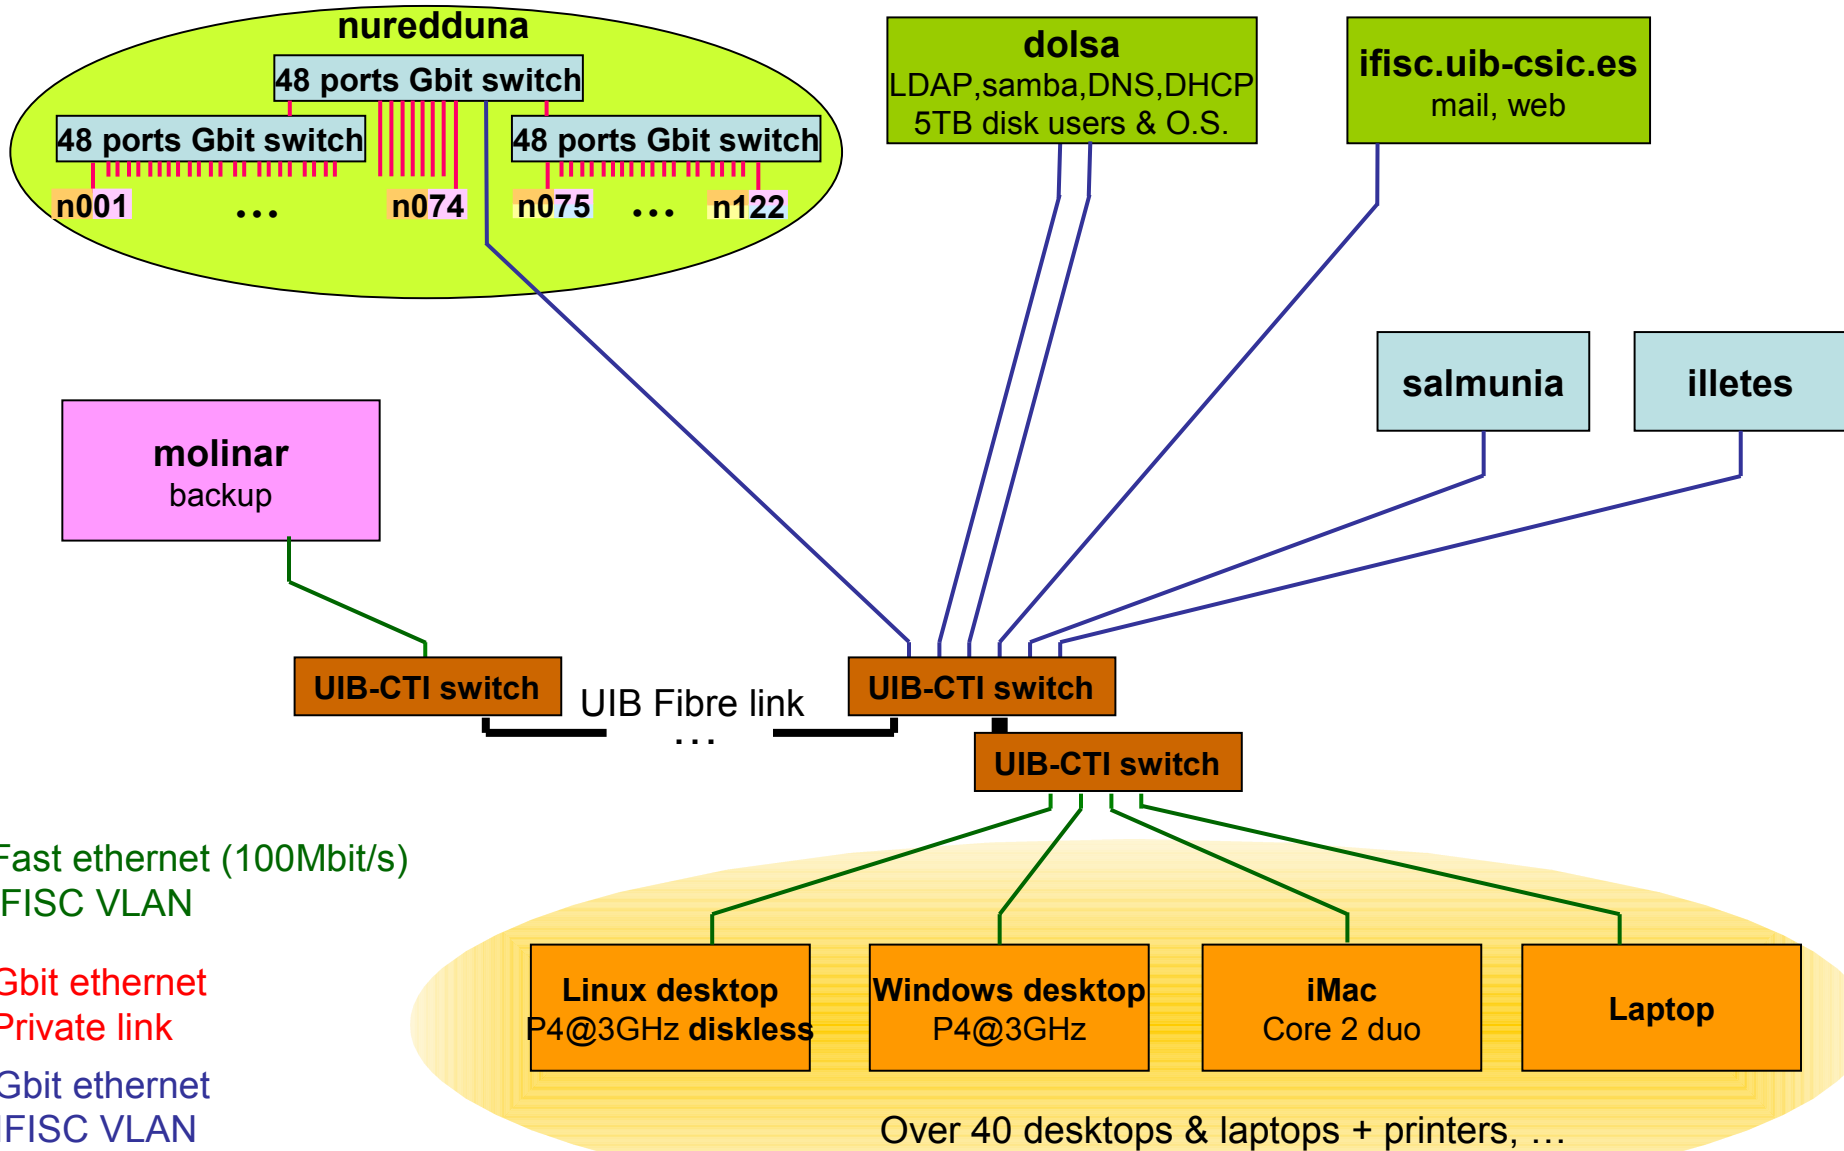 nuredduna
48 ports Gbit switch
48 ports Gbit switch
48 ports Gbit switch
n001
...
n074
n075
...
n122
dolsa
LDAP,samba,DNS,DHCP
5TB disk users & O.S.
ifisc.uib-csic.es
mail, web
salmunia
illetes
molinar
backup
UIB-CTI switch
UIB Fibre link
...
UIB-CTI switch
UIB-CTI switch
Fast ethernet (100Mbit/s)
IFISC VLAN
Gbit ethernet
Private link
Gbit ethernet
IFISC VLAN
Linux desktop
P4@3GHz diskless
Windows desktop
P4@3GHz
iMac
Core 2 duo
Laptop
Over 40 desktops & laptops + printers, ...